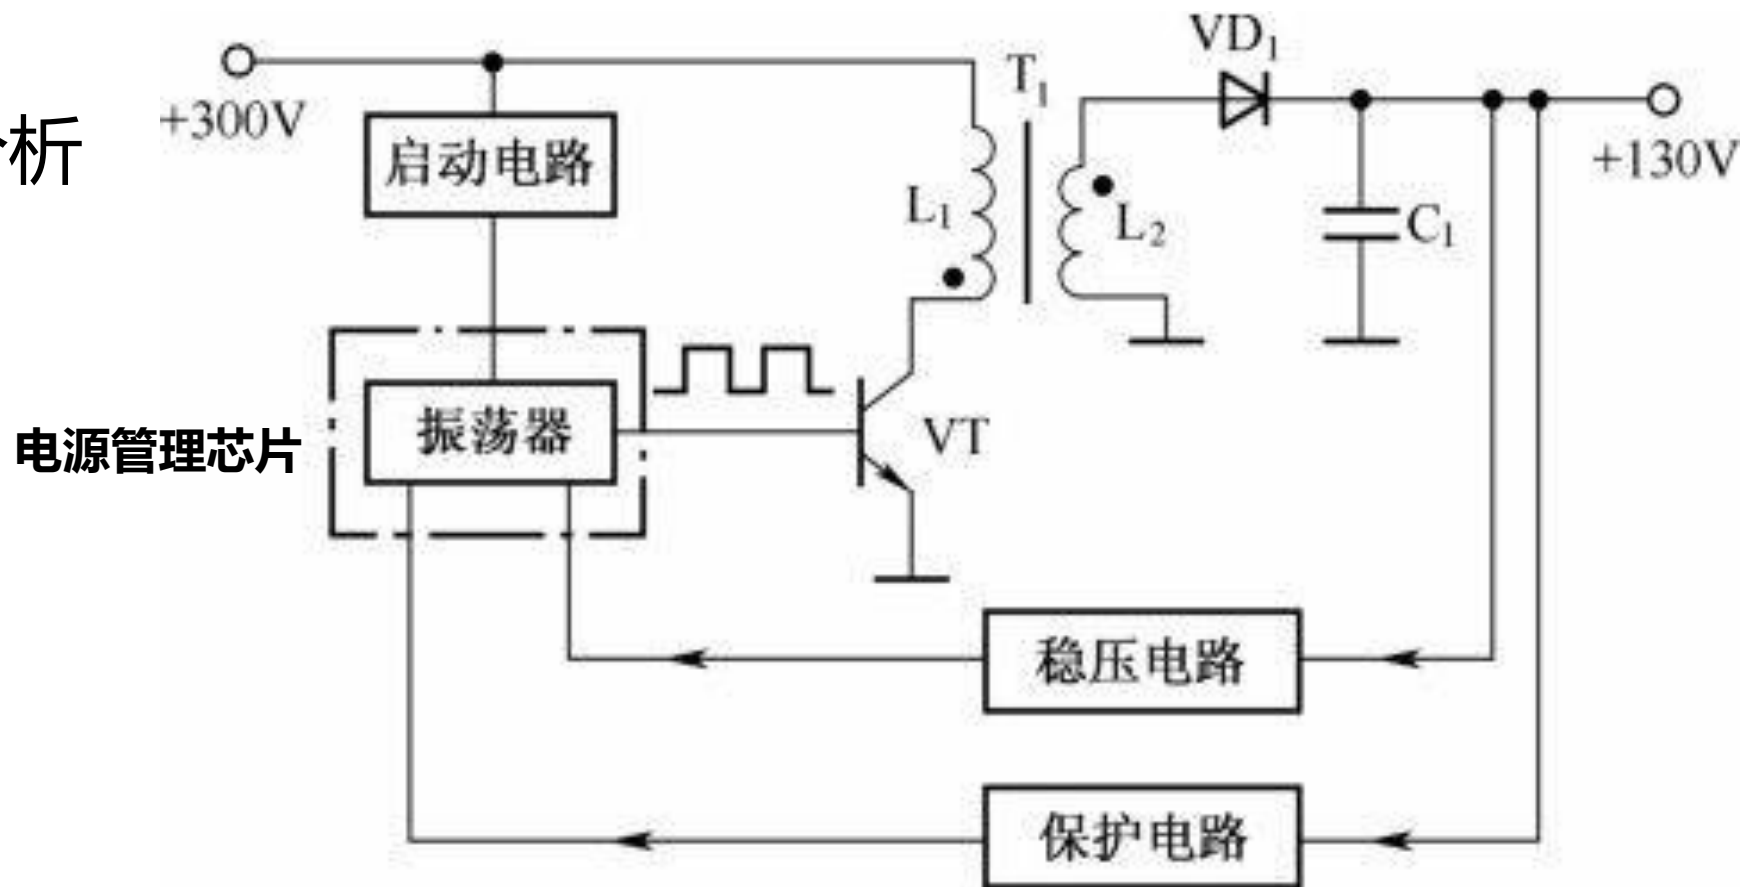 VD₁
T₁
+300V
析
启动电路
+130V
L₁
L₂
C₁
振荡器
VT
电源管理芯片
稳压电路
保护电路